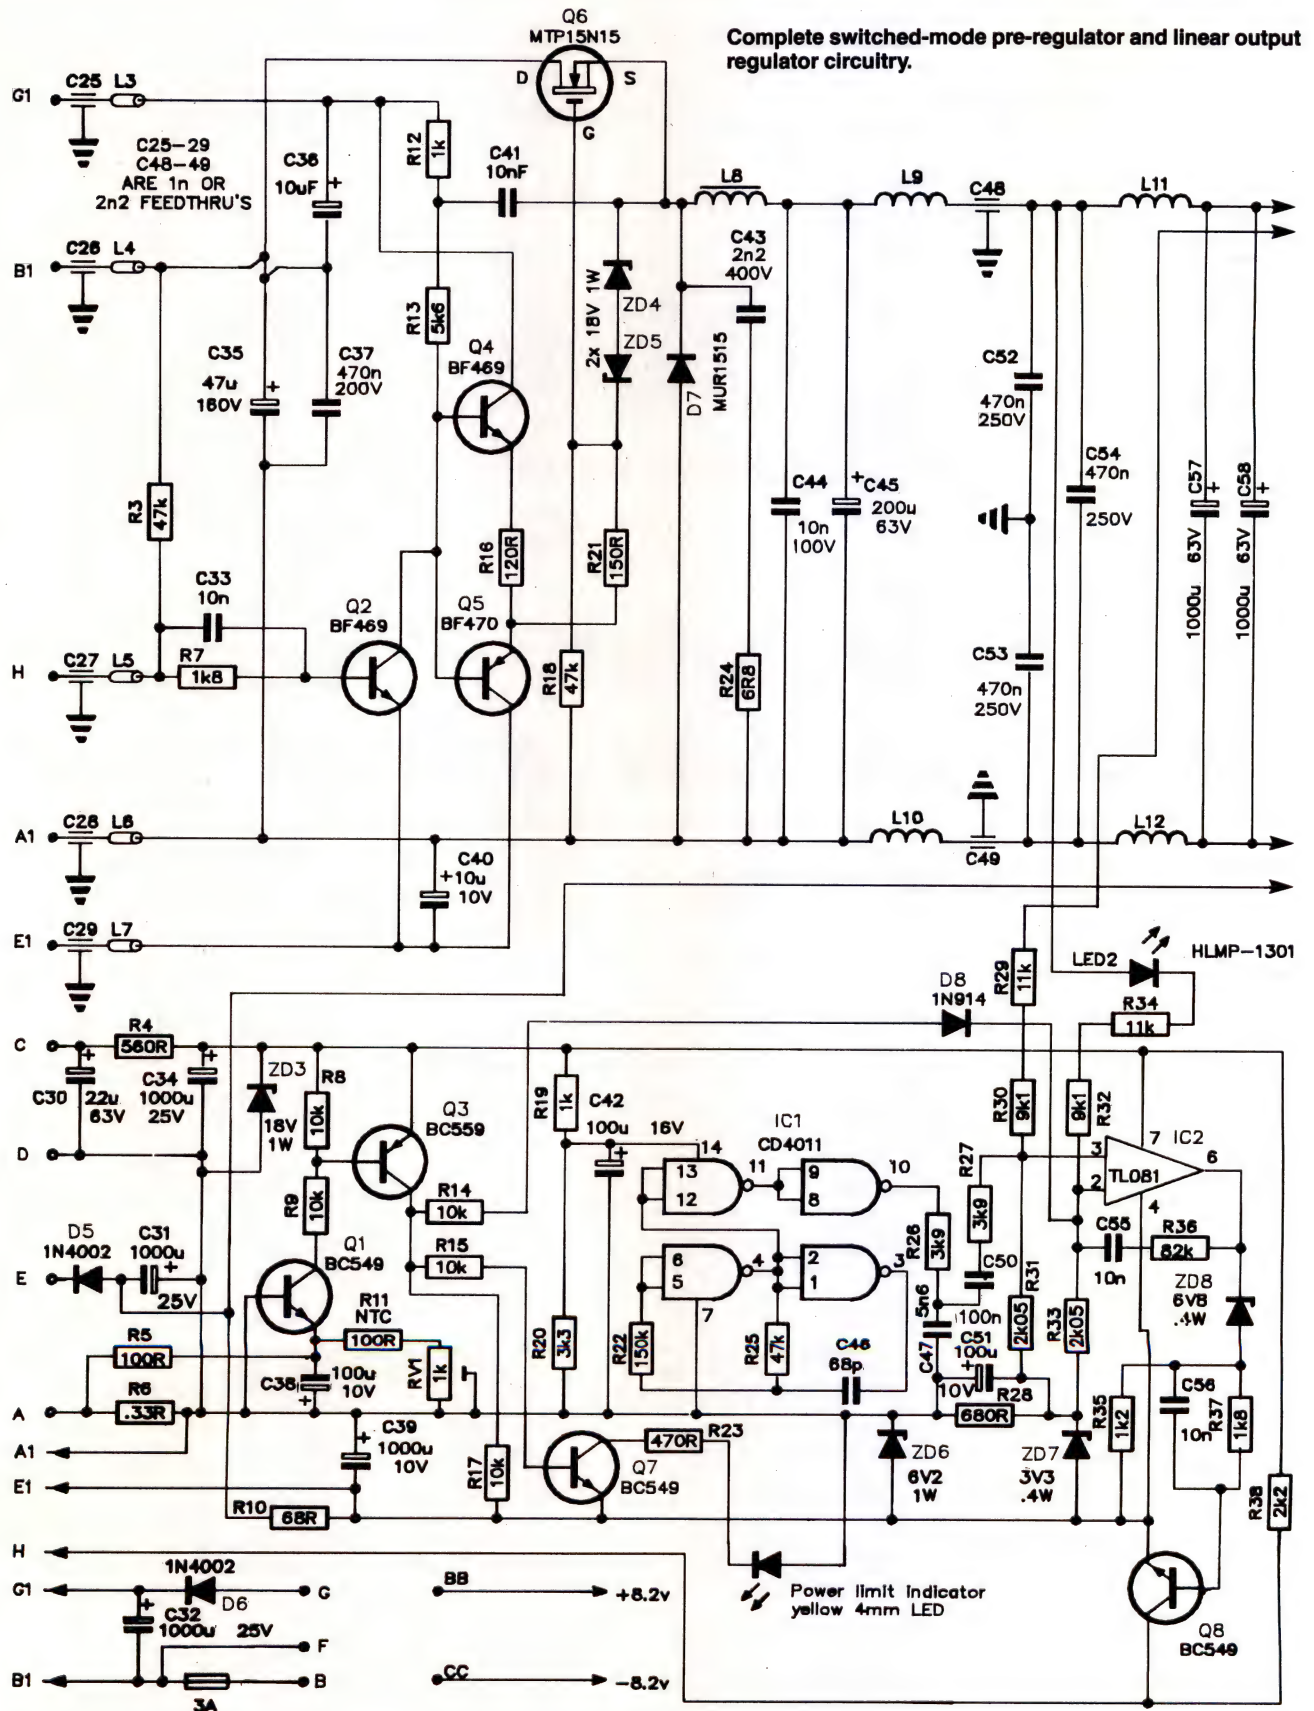 Complete switched-mode pre-regulator and linear output
regulator circuitry.
Q6
MTP15N15
D
S
G
G1
C25
L3
C25-29
C48-49
ARE 1n OR
2n2 FEEDTHRU'S
C36
10uF
+
R12
1k
C41
10nF
L8
L9
C48
L11
B1
C26
L4
R13
5k6
2x 18V 1W
ZD4
ZD5
C43
2n2
400V
C35
47u
160V
+
C37
470n
200V
Q4
BF469
D7
MUR1515
C52
470n
250V
R3
47k
C33
10n
R16
120R
R21
150R
C44
10n
100V
+
C45
200u
63V
C54
470n
250V
C57
+
1000u 63V
C58
+
1000u 63V
H
C27
L5
R7
1k8
Q2
BF469
Q5
BF470
R18
47k
R24
6R8
C53
470n
250V
A1
C28
L6
L10
C49
L12
C40
+10u
10V
E1
C29
L7
R29
11k
LED2
HLMP-1301
D8
1N914
R34
11k
C
R4
560R
+
C30
22u
63V
+
C34
1000u
25V
ZD3
18V
1W
R8
10k
Q3
BC559
R19
1k
C42
100u
+
16V
IC1
CD4011
R30
9k1
R32
9k1
7
IC2
TL081
3
2
6
4
D
R9
10k
R14
10k
R15
10k
14
13
12
11
9
8
10
R27
3k9
R26
3k9
C50
100n
C55
10n
R36
82k
D5
1N4002
C31
1000u
+
25V
E
Q1
BC549
6
5
4
2
1
3
7
5n6
C47
R31
2k05
R33
2k05
ZD8
6V8
.4W
R5
100R
R11
NTC
100R
RV1
1k
R20
3k3
R22
150k
R25
47k
C46
68p
C51
100u
+
10V
R28
680R
C38
100u
10V
+
A
R6
.33R
R35
1k2
C56
10n
R37
1k8
A1
+
C39
1000u
10V
R17
10k
R23
470R
Q7
BC549
ZD6
6V2
1W
ZD7
3V3
.4W
R38
2k2
E1
R10
68R
H
1N4002
D6
G1
G
+
C32
1000u 25V
F
B1
B
3A
BB
+8.2v
CC
-8.2v
Power limit indicator
yellow 4mm LED
Q8
BC549